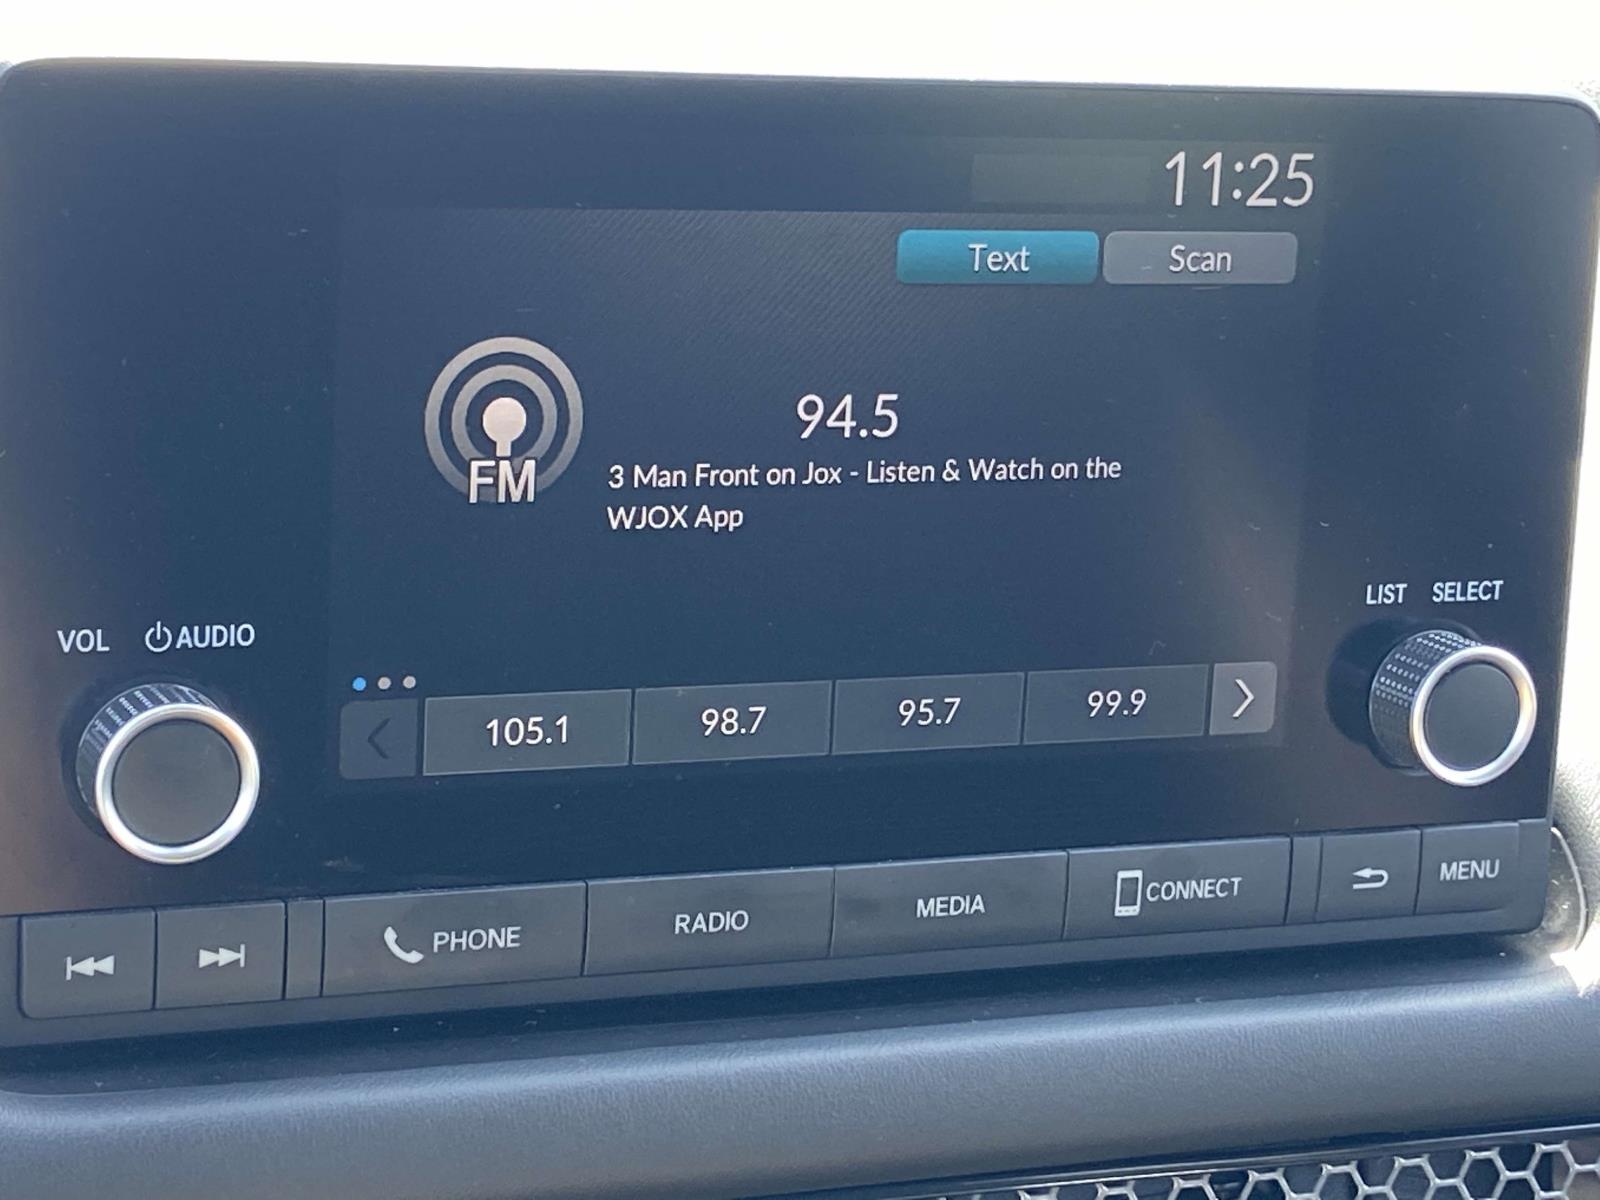 11:25
Text Scan
94.5
FM
3 Man Front on Jox - Listen & Watch on the
WJOX App
LIST SELECT
VOL AUDIO
105.1 98.7 95.7 99.9
PHONE RADIO MEDIA CONNECT MENU